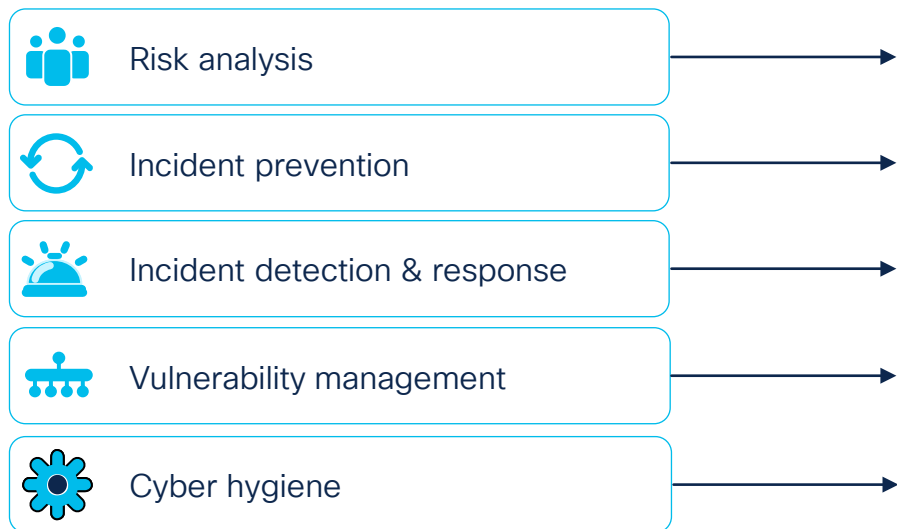 Risk analysis
Incident prevention
Incident detection & response
Vulnerability management
Cyber hygiene